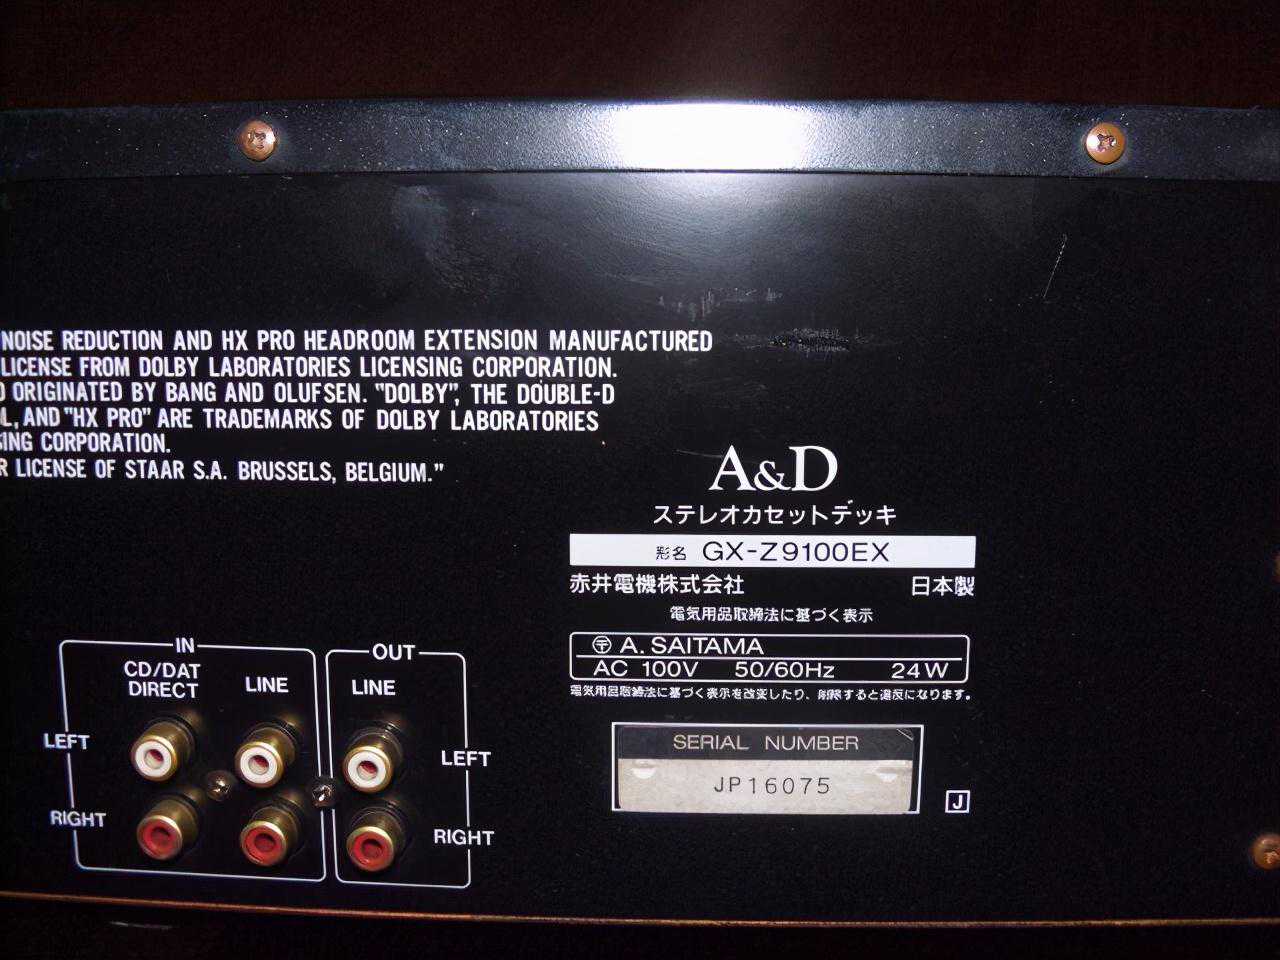 NOISE REDUCTION AND HX PRO HEADROOM EXTENSION MANUFACTURED
LICENSE FROM DOLBY LABORATORIES LICENSING CORPORATION.
ORIGINATED BY BANG AND OLUFSEN. "DOLBY", THE DOUBLE-D
AND "HX PRO" ARE TRADEMARKS OF DOLBY LABORATORIES
CORPORATION.
LICENSE OF STAAR S.A. BRUSSELS, BELGIUM."
A&D
ステレオカセットデッキ
形名 GX-Z9100EX
赤井電機株式会社 日本製
電気用品取締法に基づく表示
〶 A. SAITAMA
AC 100V 50/60Hz 24W
電気用品取締法に基づく表示を改変したり、削除すると違反になります。
SERIAL NUMBER
JP16075
J
IN
CD/DAT
DIRECT
LINE
LEFT
RIGHT
OUT
LINE
LEFT
RIGHT